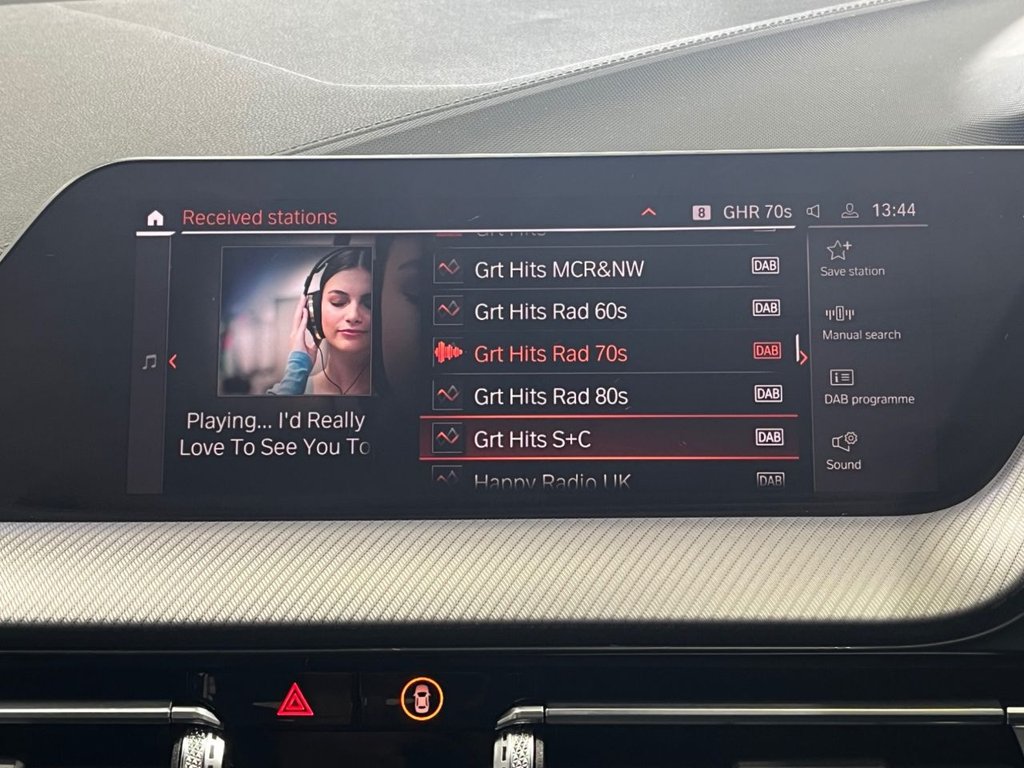 Received stations
8 GHR 70s 13:44
Grt Hits
Grt Hits MCR&NW DAB
Grt Hits Rad 60s DAB
Grt Hits Rad 70s DAB
Grt Hits Rad 80s DAB
Grt Hits S+C DAB
Happy Radio UK DAB
Playing... I'd Really
Love To See You To
Save station
Manual search
DAB programme
Sound